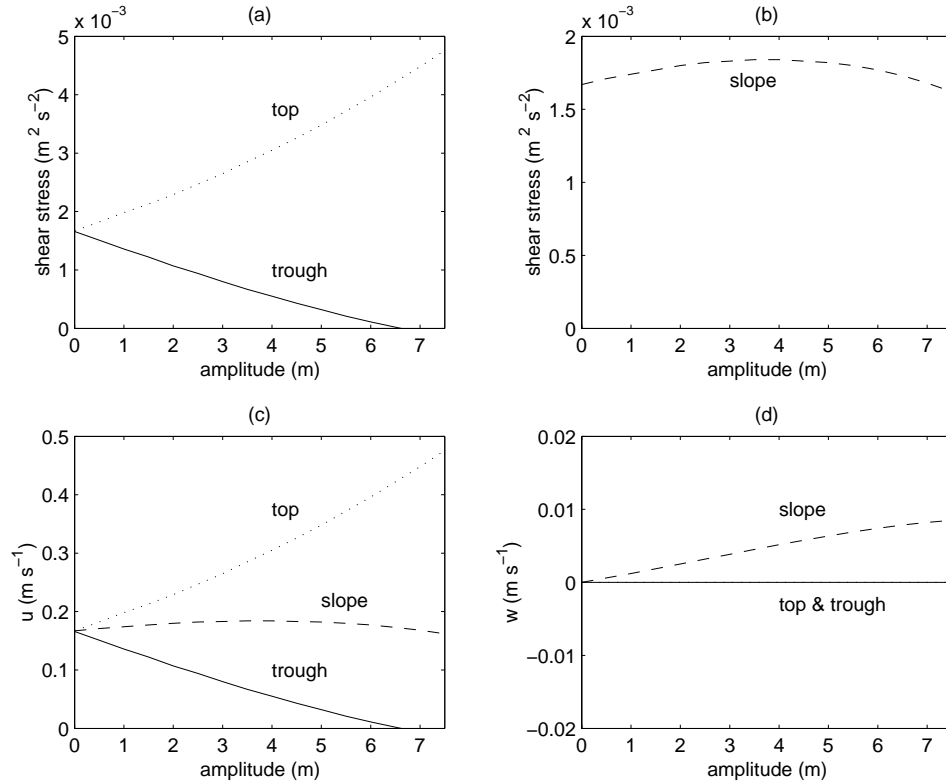 (a)
x 10⁻³
5
4
3
2
1
0
shear stress (m² s⁻²)
top
trough
0 1 2 3 4 5 6 7
amplitude (m)
(b)
x 10⁻³
2
1.5
1
0.5
0
shear stress (m² s⁻²)
slope
0 1 2 3 4 5 6 7
amplitude (m)
(c)
0.5
0.4
0.3
0.2
0.1
0
u (m s⁻¹)
top
slope
trough
0 1 2 3 4 5 6 7
amplitude (m)
(d)
0.02
0.01
0
−0.01
−0.02
w (m s⁻¹)
slope
top & trough
0 1 2 3 4 5 6 7
amplitude (m)